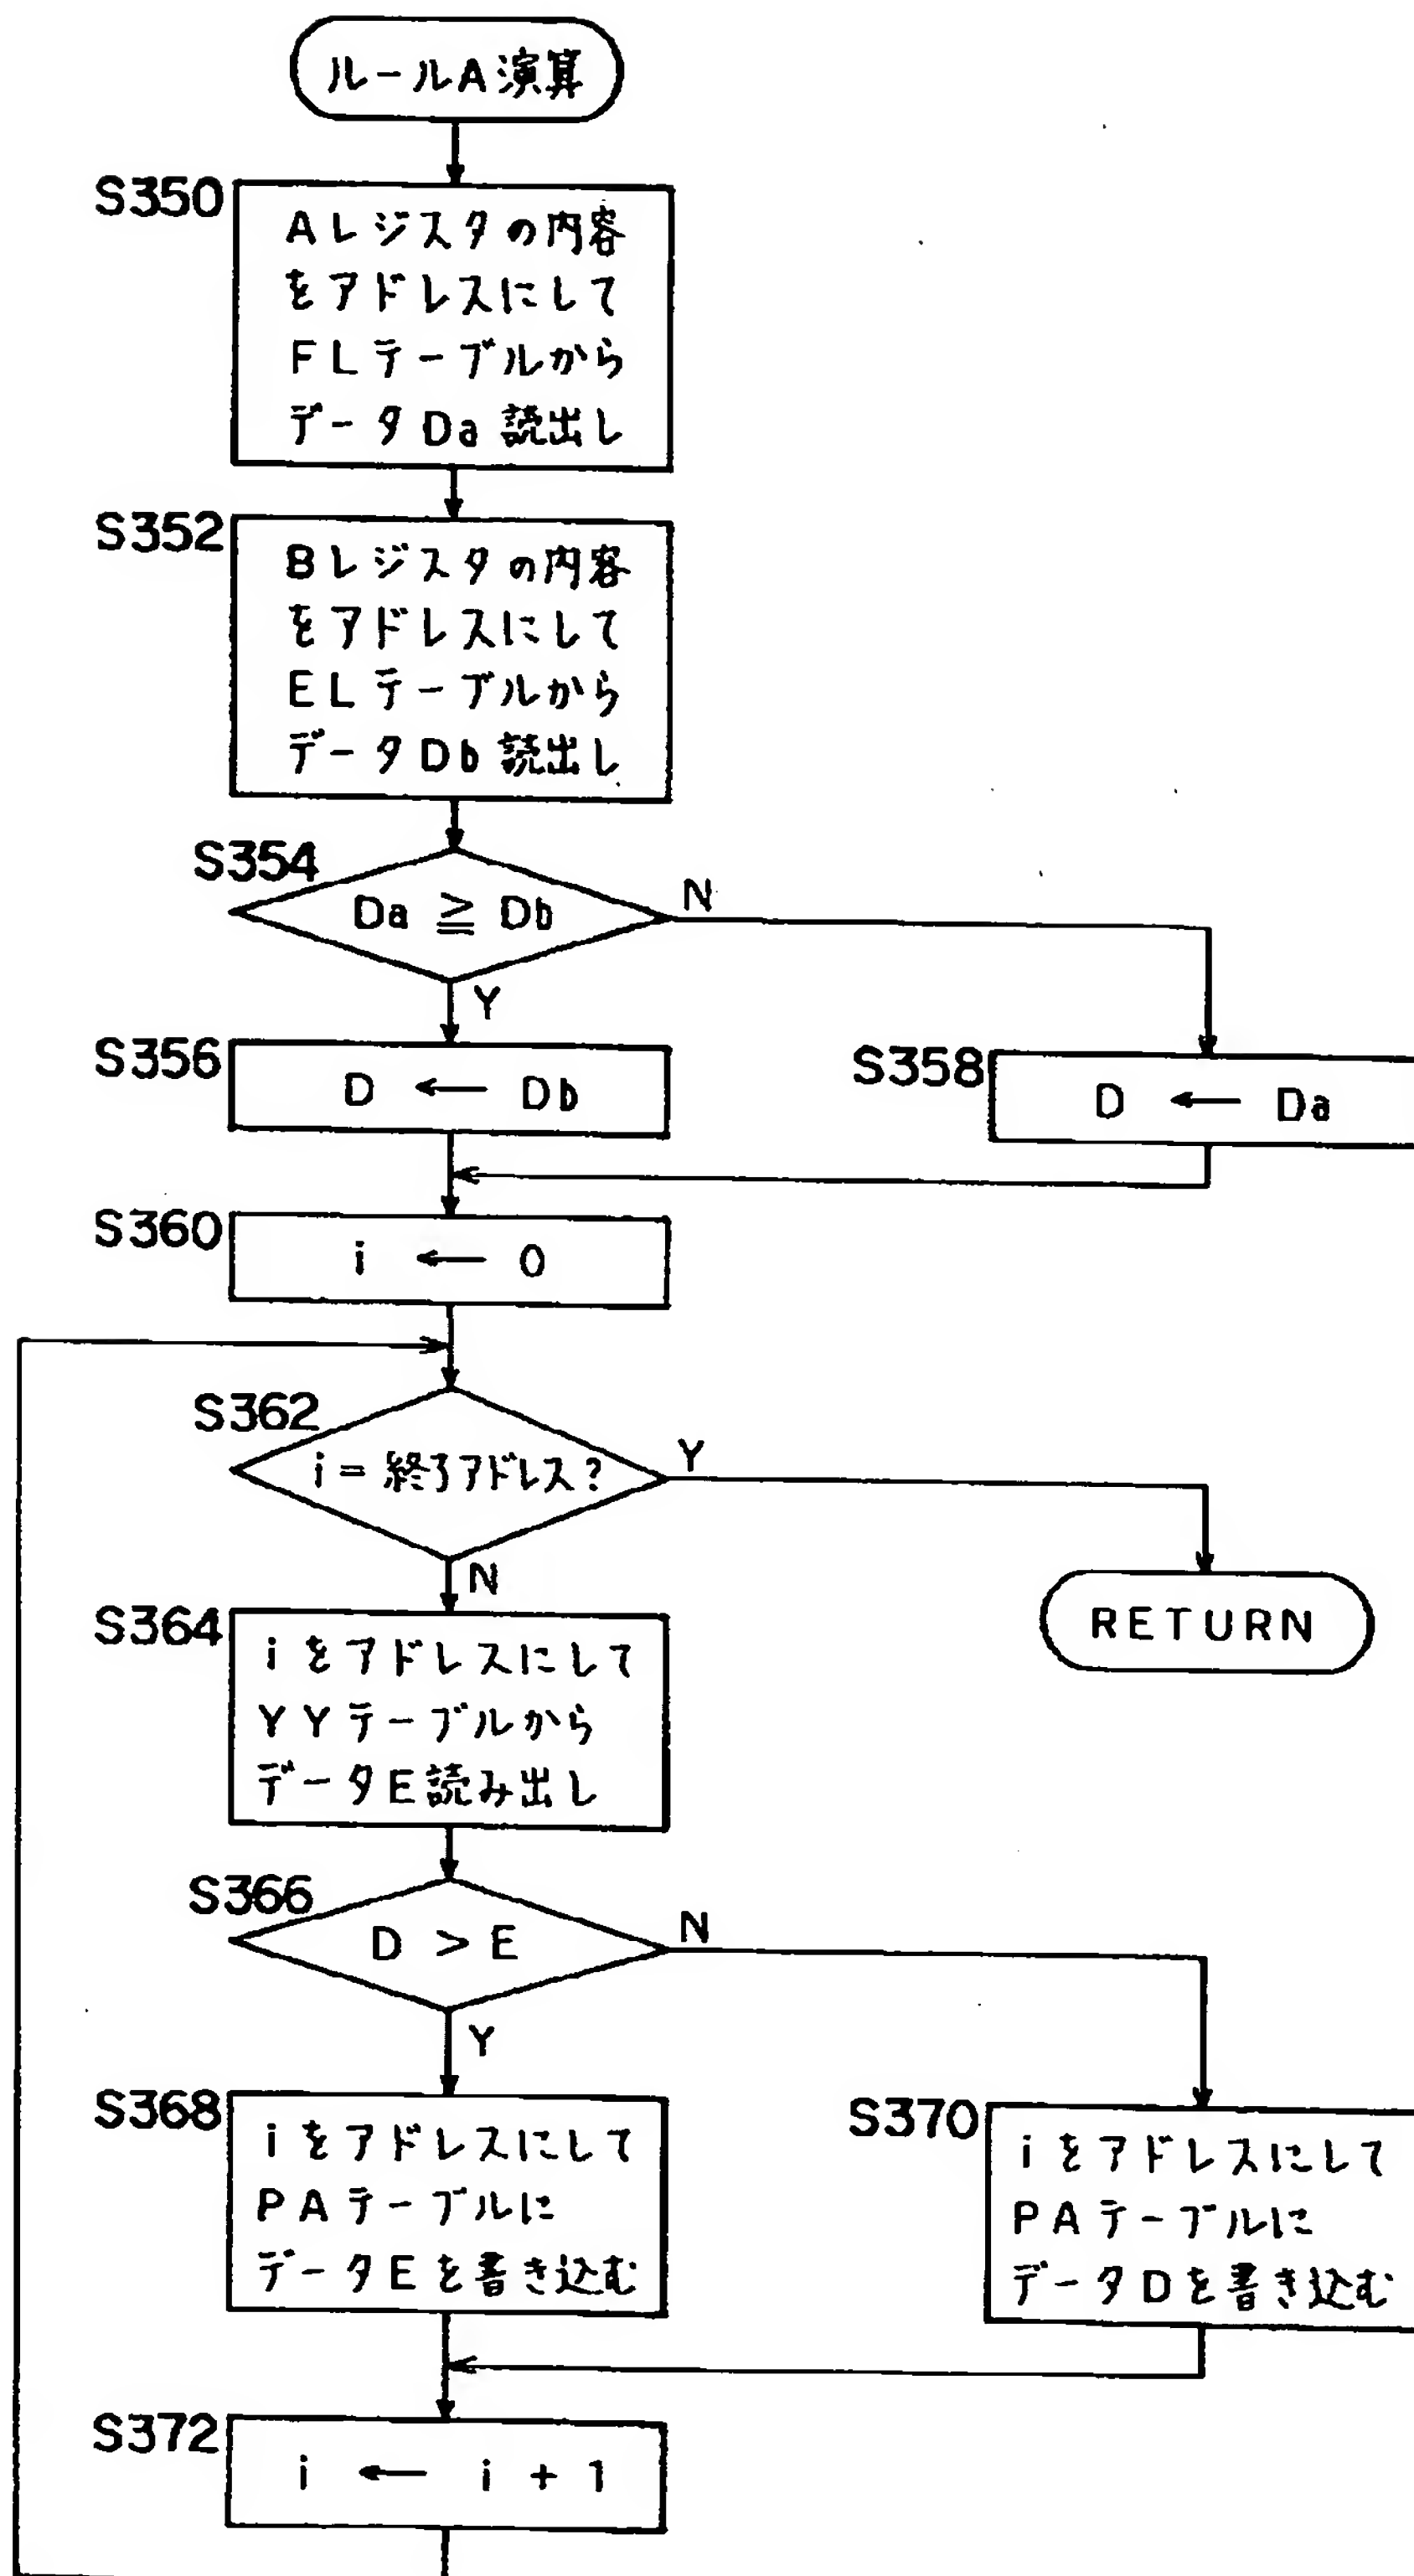 ルールA演算
S350
Aレジスタの内容
をアドレスにして
FLテーブルから
データDa読出し
S352
Bレジスタの内容
をアドレスにして
ELテーブルから
データDb読出し
S354
Da ≧ Db
N
Y
S356
D ← Db
S358
D ← Da
S360
i ← 0
S362
i = 終了アドレス?
Y
N
RETURN
S364
iをアドレスにして
YYテーブルから
データE読み出し
S366
D > E
N
Y
S368
iをアドレスにして
PAテーブルに
データEを書き込む
S370
iをアドレスにして
PAテーブルに
データDを書き込む
S372
i ← i + 1